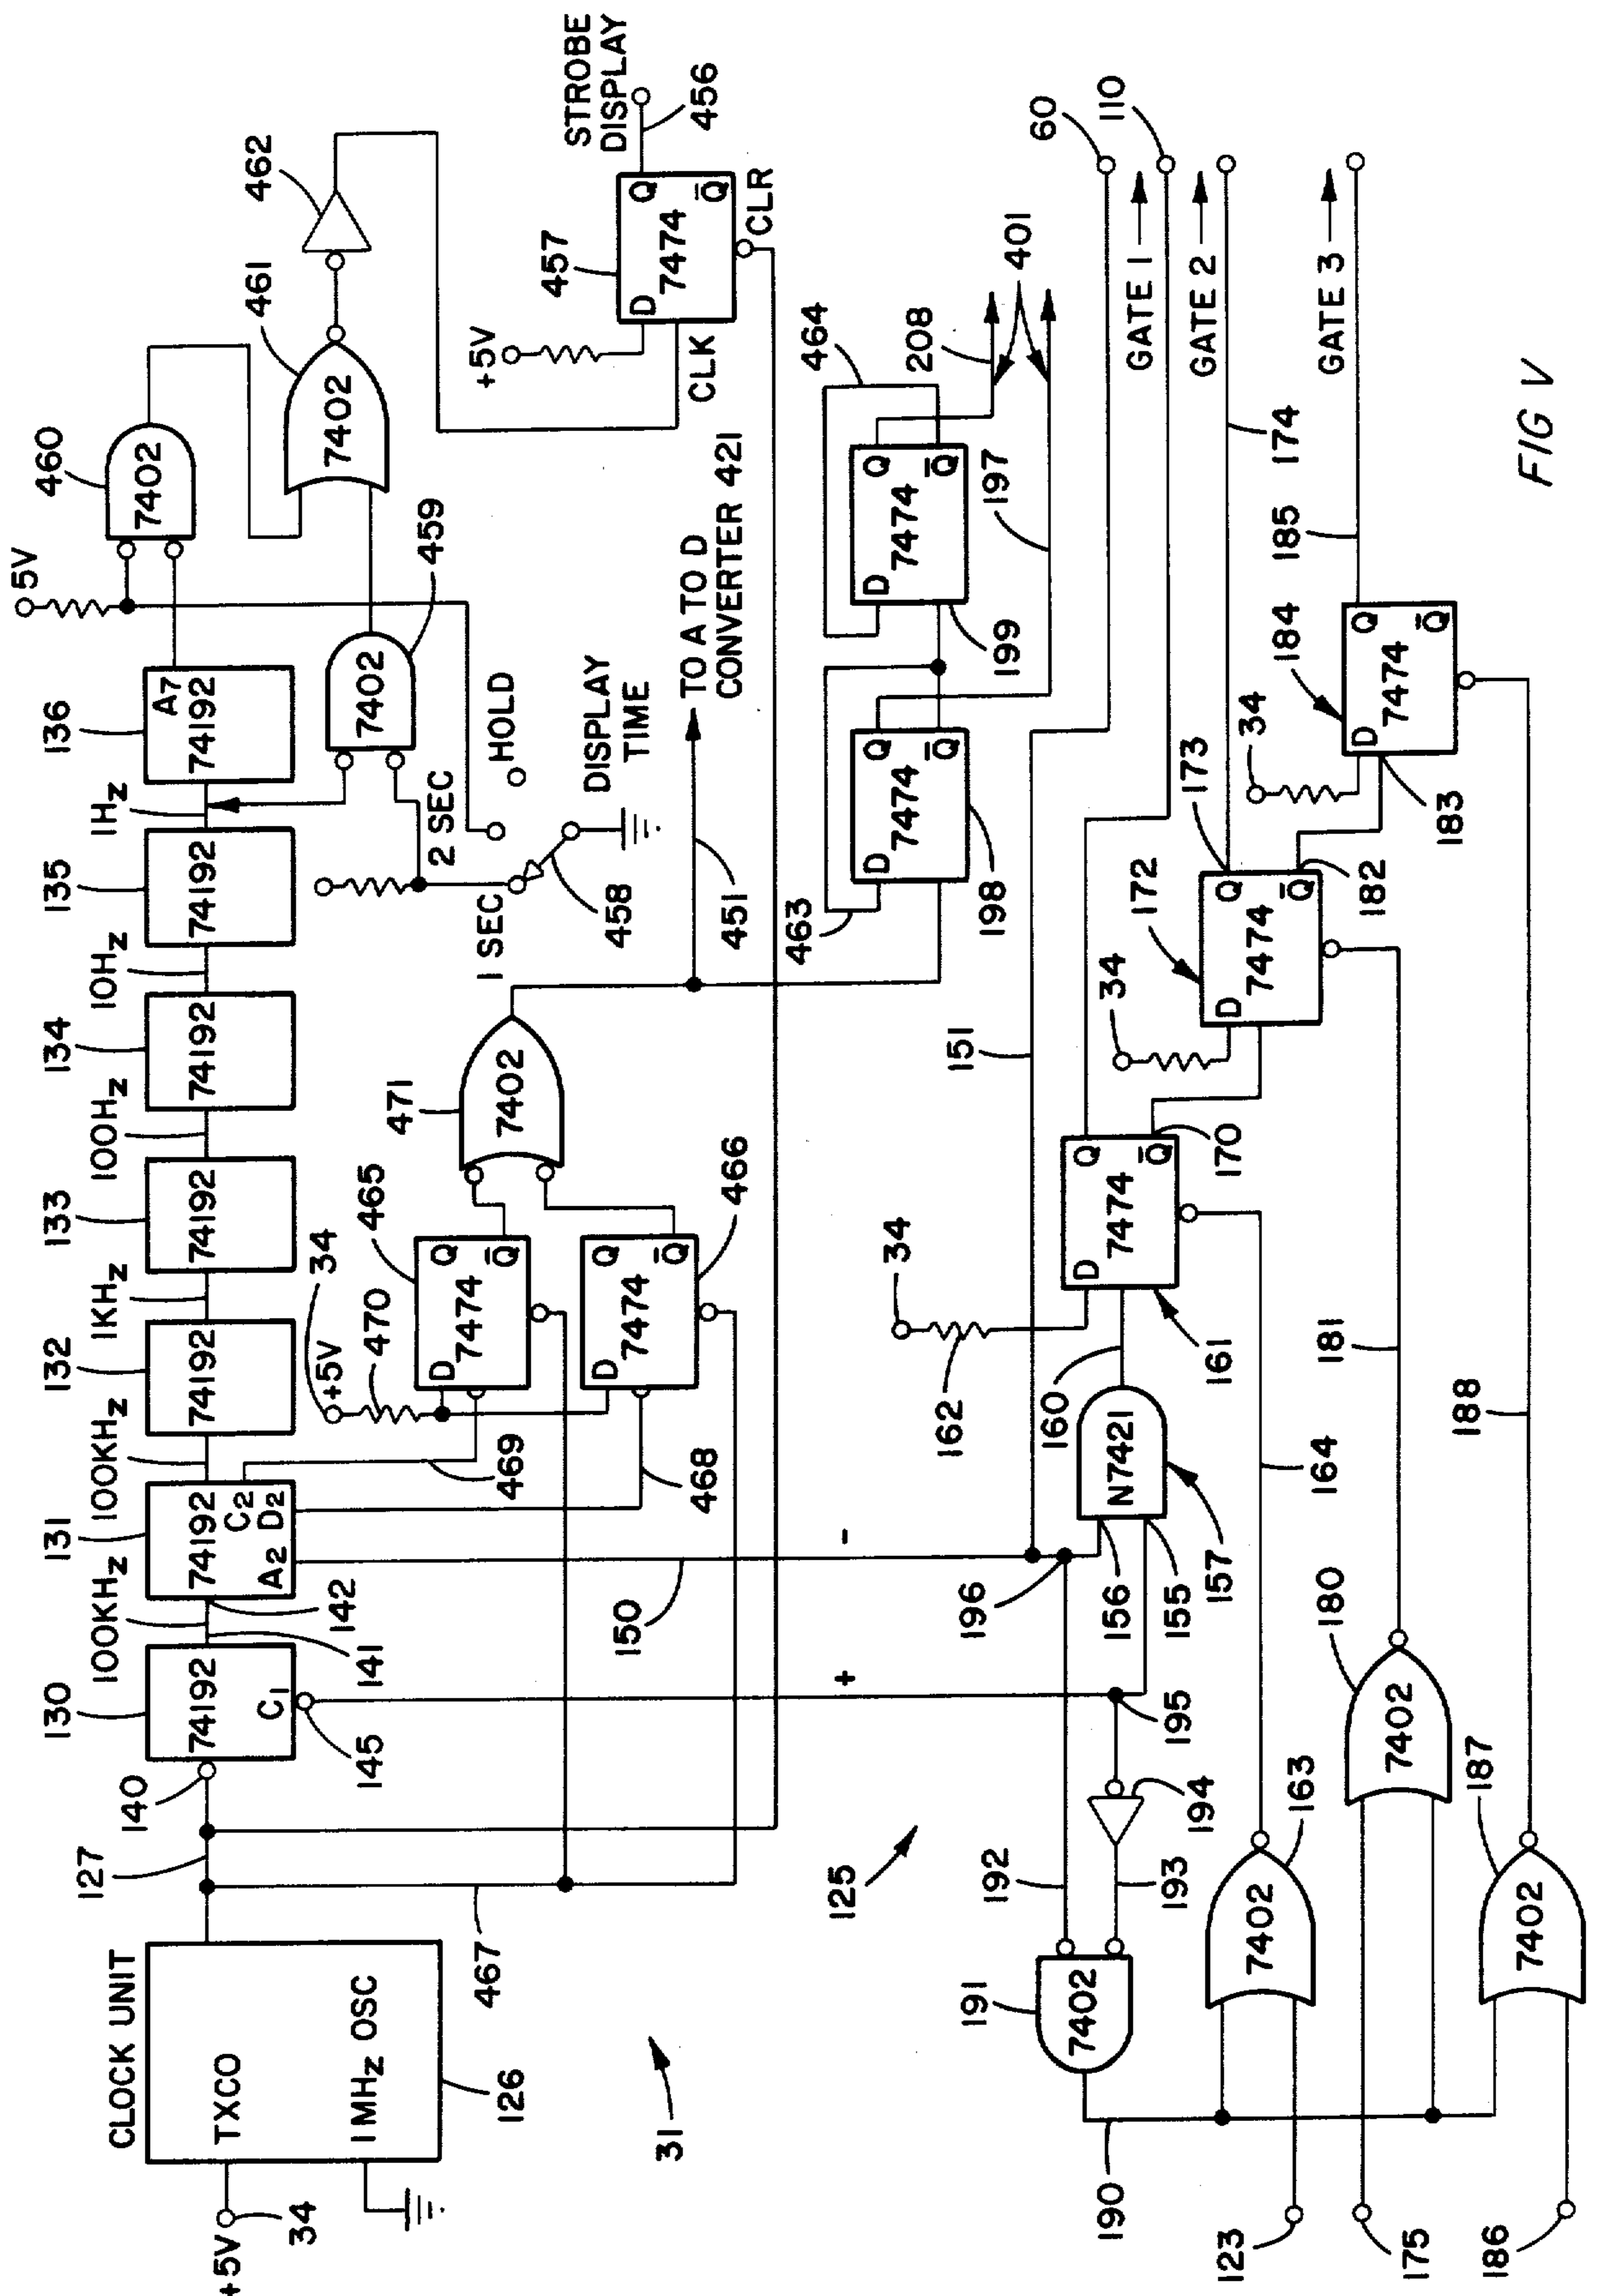 CLOCK UNIT
TXCO
1 MHz OSC
+5V
34
126
467
127
140
130
74192
C1
145
100KHz
141
142
131
74192
C2
D2
A2
150
100KHz
132
74192
1KHz
133
74192
100Hz
134
74192
10Hz
135
74192
1Hz
136
A7
74192
5V
460
7402
461
7402
462
459
7402
2 SEC
HOLD
1 SEC
DISPLAY
TIME
458
+5V
457
D
Q
7474
Q̅
CLK
CLR
STROBE
DISPLAY
456
34
+5V
470
465
D
Q
7474
Q̅
466
D
Q
7474
Q̅
469
468
471
7402
451
TO A TO D
CONVERTER 421
463
D
Q
7474
Q̅
198
464
D
Q
7474
Q̅
199
197
208
401
31
125
+
-
151
196
195
156
155
157
N7421
160
34
162
D
Q
7474
Q̅
161
170
164
34
172
D
Q
7474
Q̅
173
182
34
184
D
Q
7474
Q̅
183
174
185
60
110
GATE 1
GATE 2
GATE 3
181
188
191
7402
192
193
194
190
163
7402
180
7402
187
7402
123
175
186
FIG V